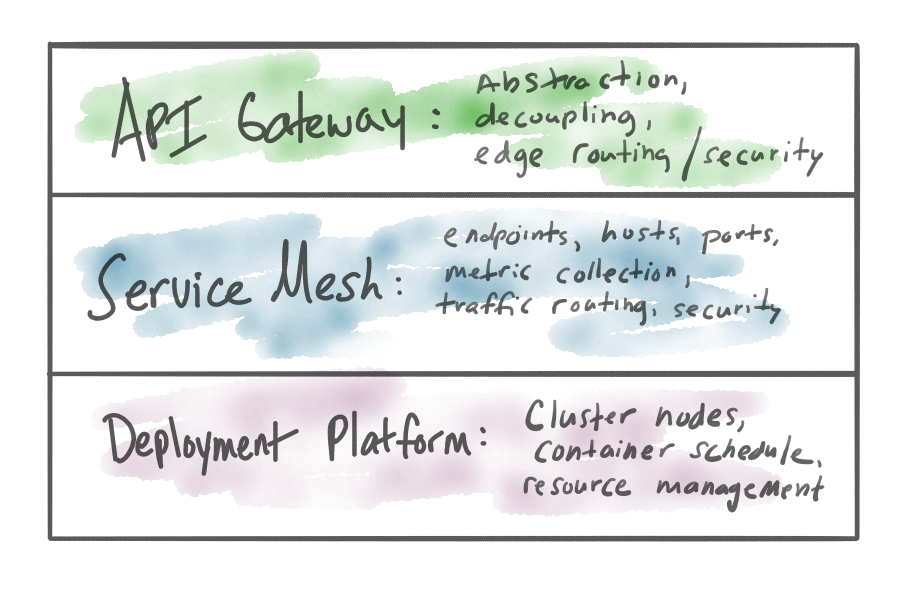 API Gateway: Abstraction,
decoupling,
edge routing/security
Service Mesh: endpoints, hosts, ports,
metric collection,
traffic routing, security
Deployment Platform: Cluster nodes,
container schedule,
resource management